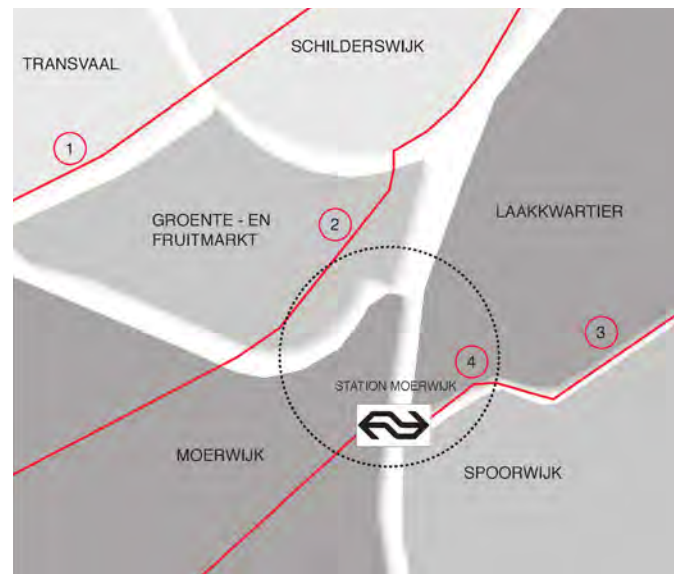 SCHILDERSWIJK
TRANSVAAL
1
GROENTE - EN
FRUITMARKT
2
LAAKKWARTIER
3
4
STATION MOERWIJK
MOERWIJK
SPOORWIJK